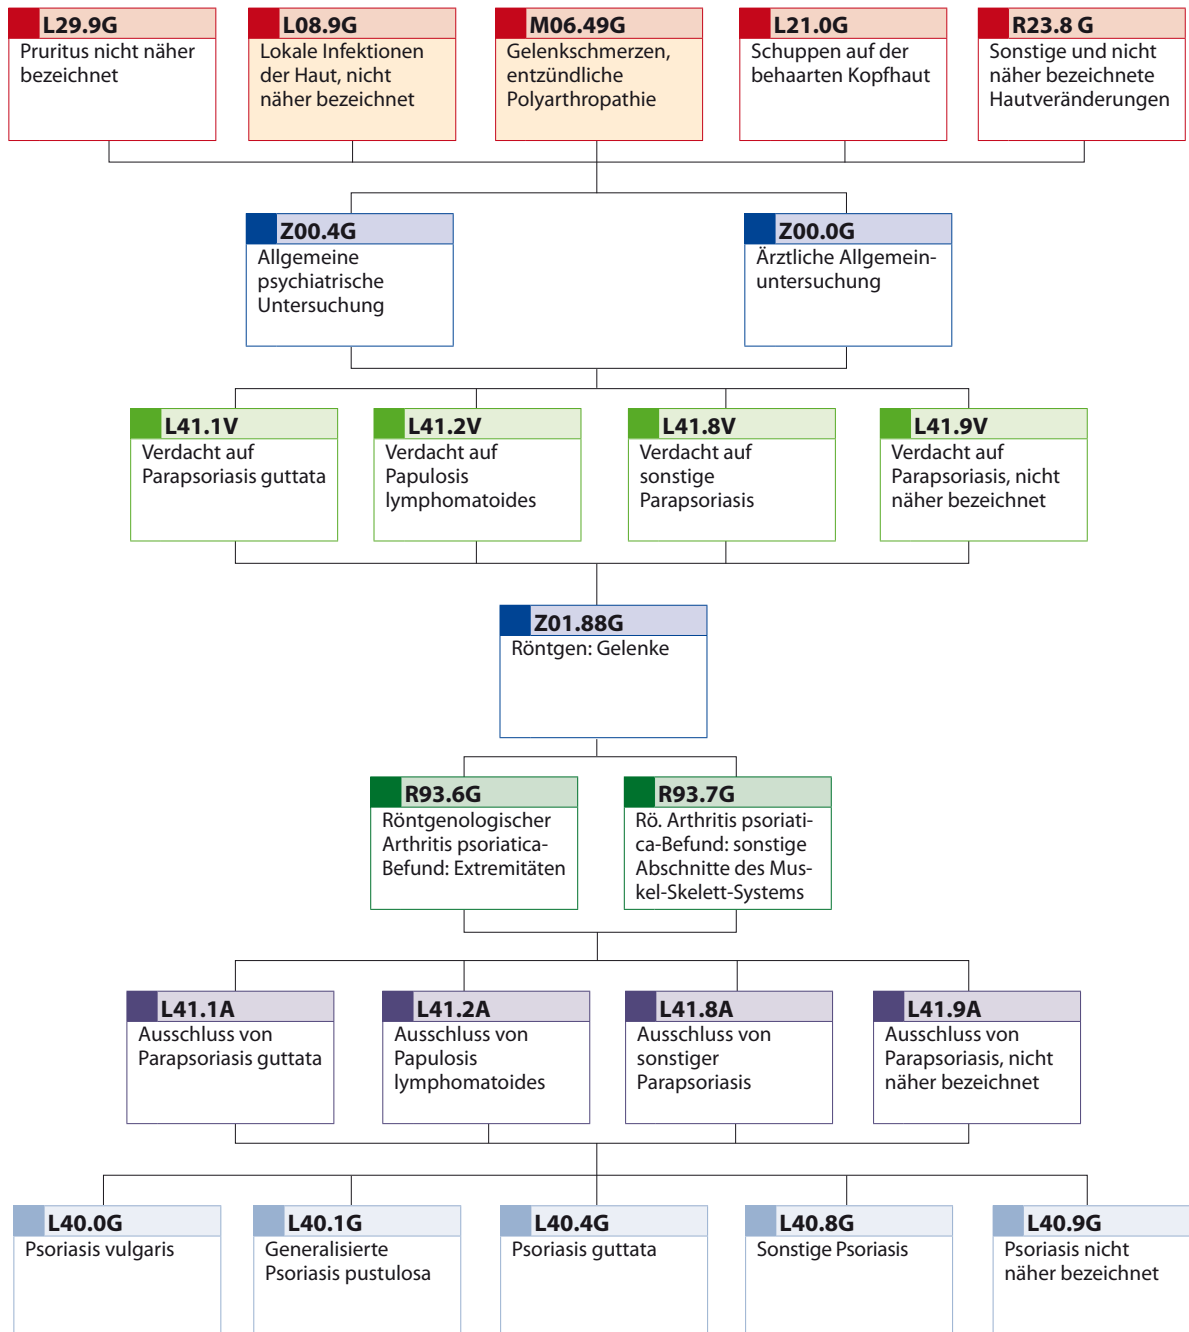 L29.9G
Pruritus nicht näher
bezeichnet
L08.9G
Lokale Infektionen
der Haut, nicht
näher bezeichnet
M06.49G
Gelenkschmerzen,
entzündliche
Polyarthropathie
L21.0G
Schuppen auf der
behaarten Kopfhaut
R23.8 G
Sonstige und nicht
näher bezeichnete
Hautveränderungen
Z00.4G
Allgemeine
psychiatrische
Untersuchung
Z00.0G
Ärztliche Allgemein-
untersuchung
L41.1V
Verdacht auf
Parapsoriasis guttata
L41.2V
Verdacht auf
Papulosis
lymphomatoides
L41.8V
Verdacht auf
sonstige
Parapsoriasis
L41.9V
Verdacht auf
Parapsoriasis, nicht
näher bezeichnet
Z01.88G
Röntgen: Gelenke
R93.6G
Röntgenologischer
Arthritis psoriatica-
Befund: Extremitäten
R93.7G
Rö. Arthritis psoriati-
ca-Befund: sonstige
Abschnitte des Mus-
kel-Skelett-Systems
L41.1A
Ausschluss von
Parapsoriasis guttata
L41.2A
Ausschluss von
Papulosis
lymphomatoides
L41.8A
Ausschluss von
sonstiger
Parapsoriasis
L41.9A
Ausschluss von
Parapsoriasis, nicht
näher bezeichnet
L40.0G
Psoriasis vulgaris
L40.1G
Generalisierte
Psoriasis pustulosa
L40.4G
Psoriasis guttata
L40.8G
Sonstige Psoriasis
L40.9G
Psoriasis nicht
näher bezeichnet